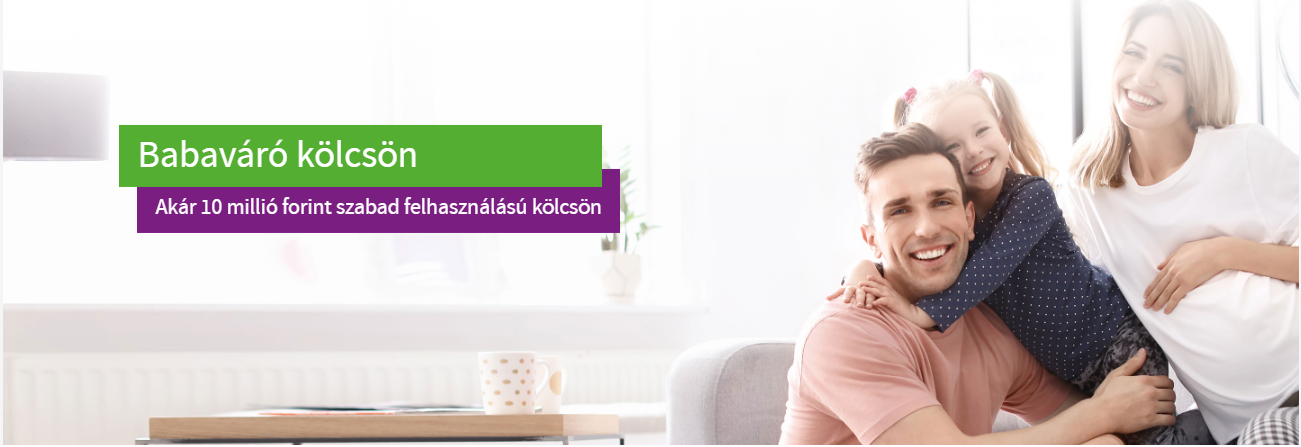 Babaváró kölcsön
Akár 10 millió forint szabad felhasználású kölcsön